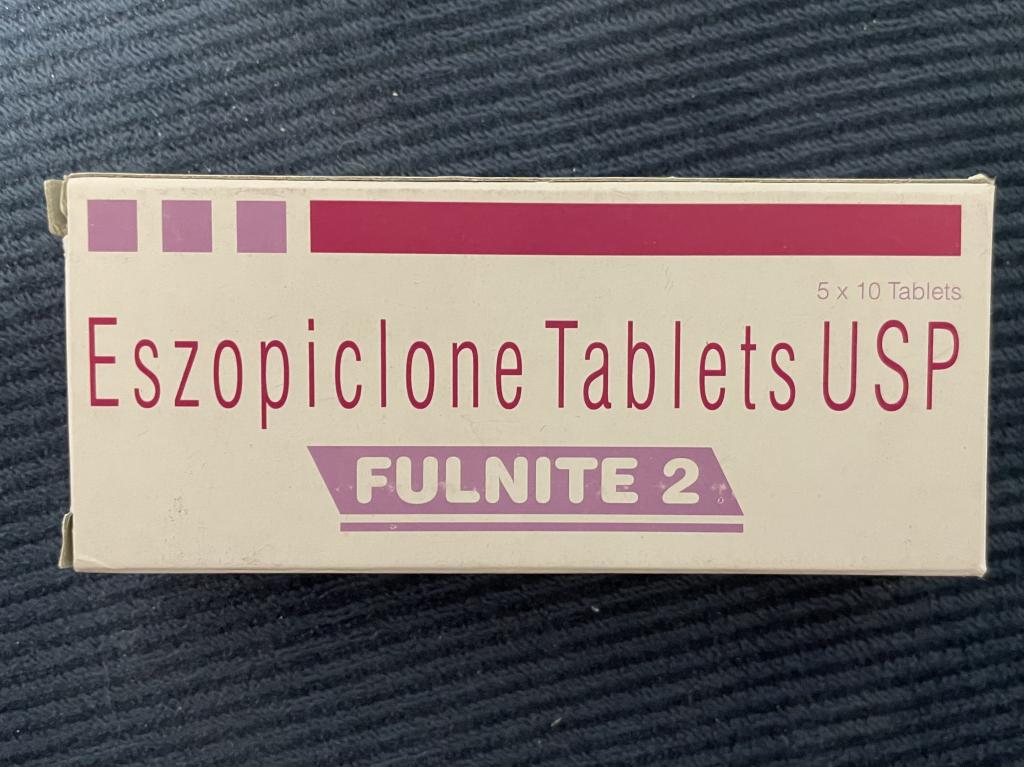 5 x 10 Tablets
Eszopiclone Tablets USP
FULNITE 2